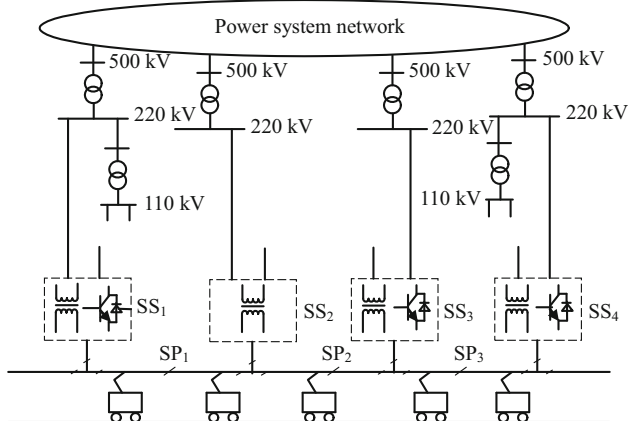 Power system network
500 kV
500 kV
500 kV
500 kV
220 kV
220 kV
220 kV
220 kV
110 kV
110 kV
SS1
SS2
SS3
SS4
SP1
SP2
SP3